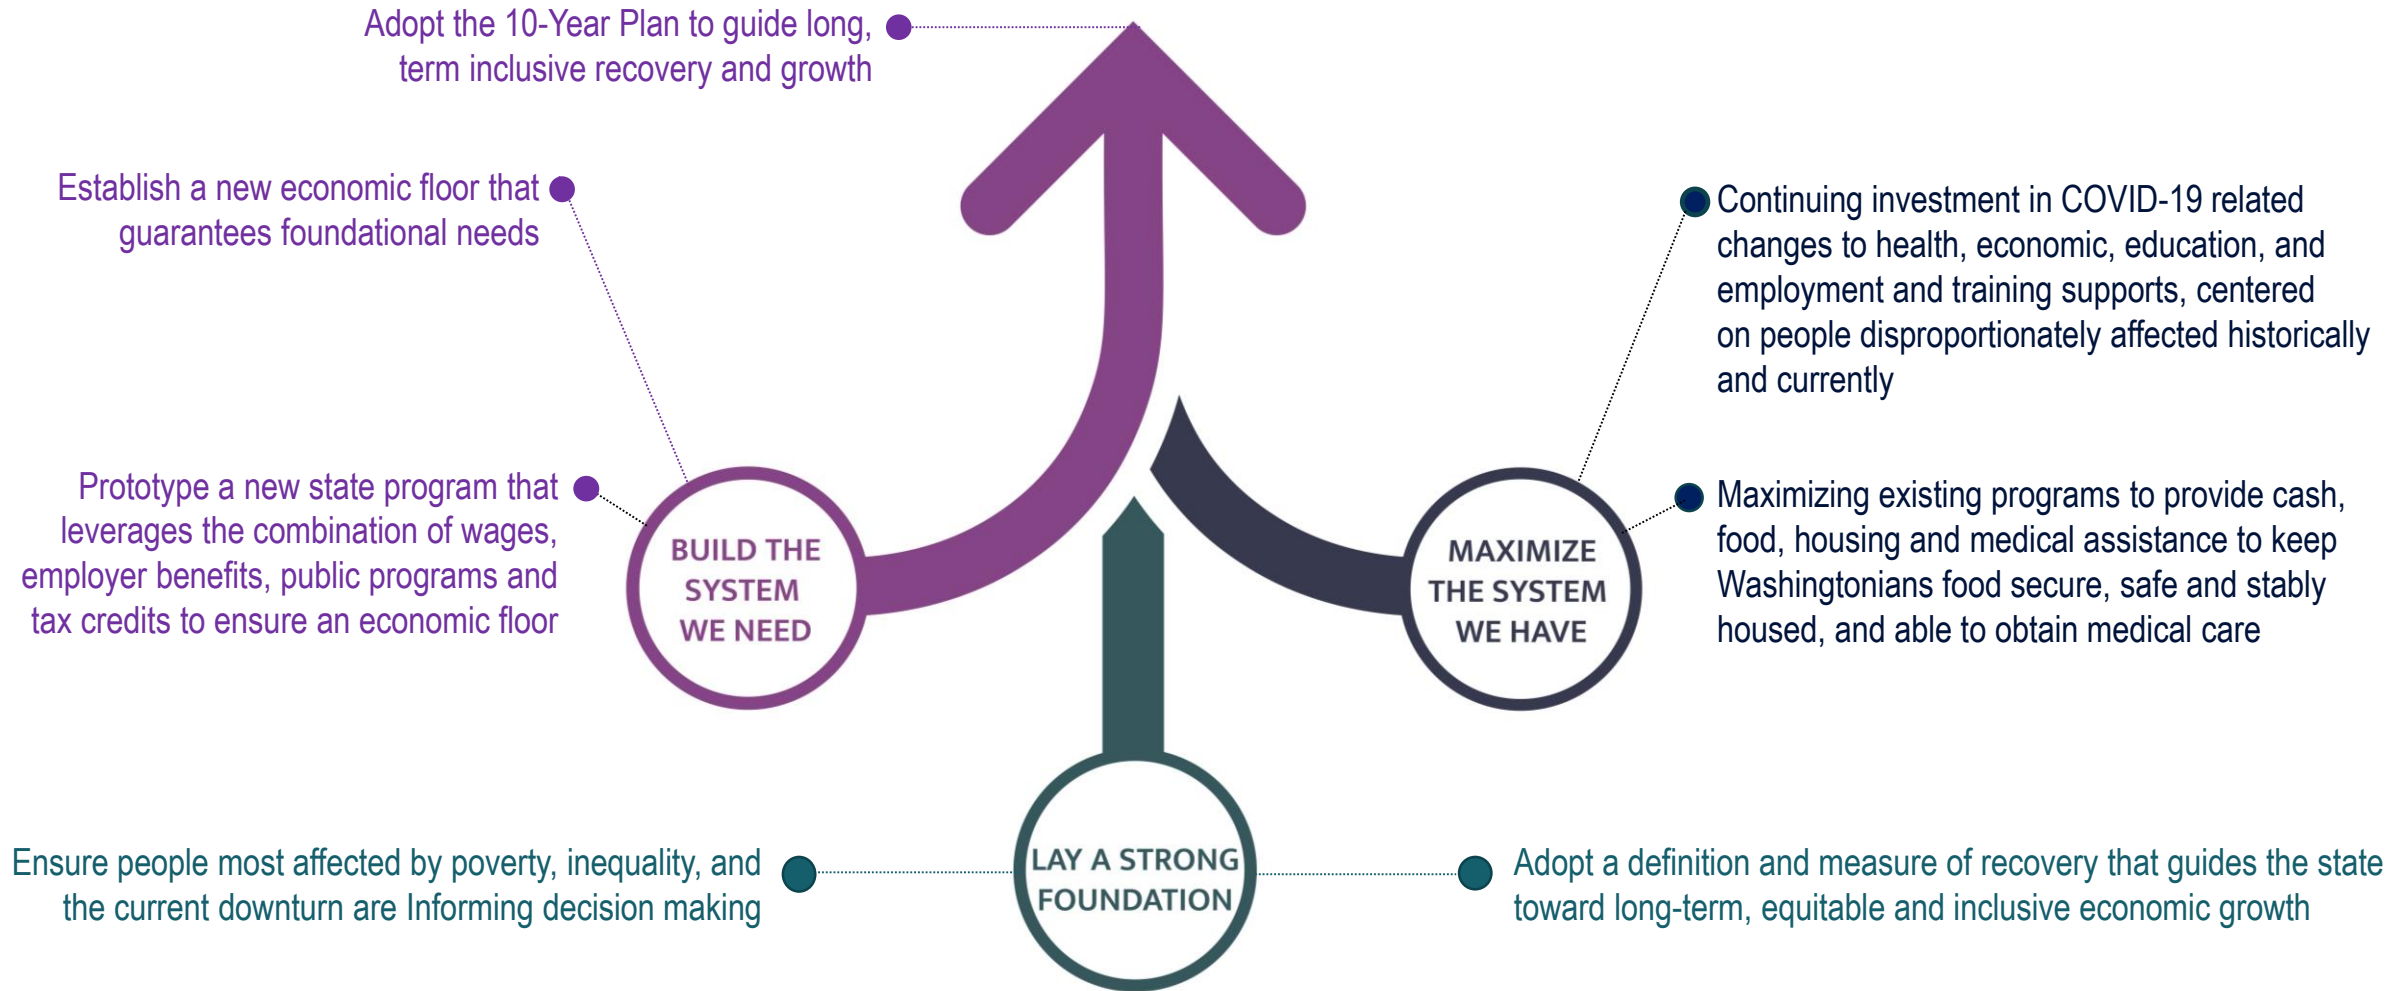 Adopt the 10-Year Plan to guide long,
term inclusive recovery and growth
Establish a new economic floor that
guarantees foundational needs
Continuing investment in COVID-19 related
changes to health, economic, education, and
employment and training supports, centered
on people disproportionately affected historically
and currently
Prototype a new state program that
leverages the combination of wages,
employer benefits, public programs and
tax credits to ensure an economic floor
BUILD THE
SYSTEM
WE NEED
MAXIMIZE
THE SYSTEM
WE HAVE
Maximizing existing programs to provide cash,
food, housing and medical assistance to keep
Washingtonians food secure, safe and stably
housed, and able to obtain medical care
Ensure people most affected by poverty, inequality, and
the current downturn are Informing decision making
LAY A STRONG
FOUNDATION
Adopt a definition and measure of recovery that guides the state
toward long-term, equitable and inclusive economic growth